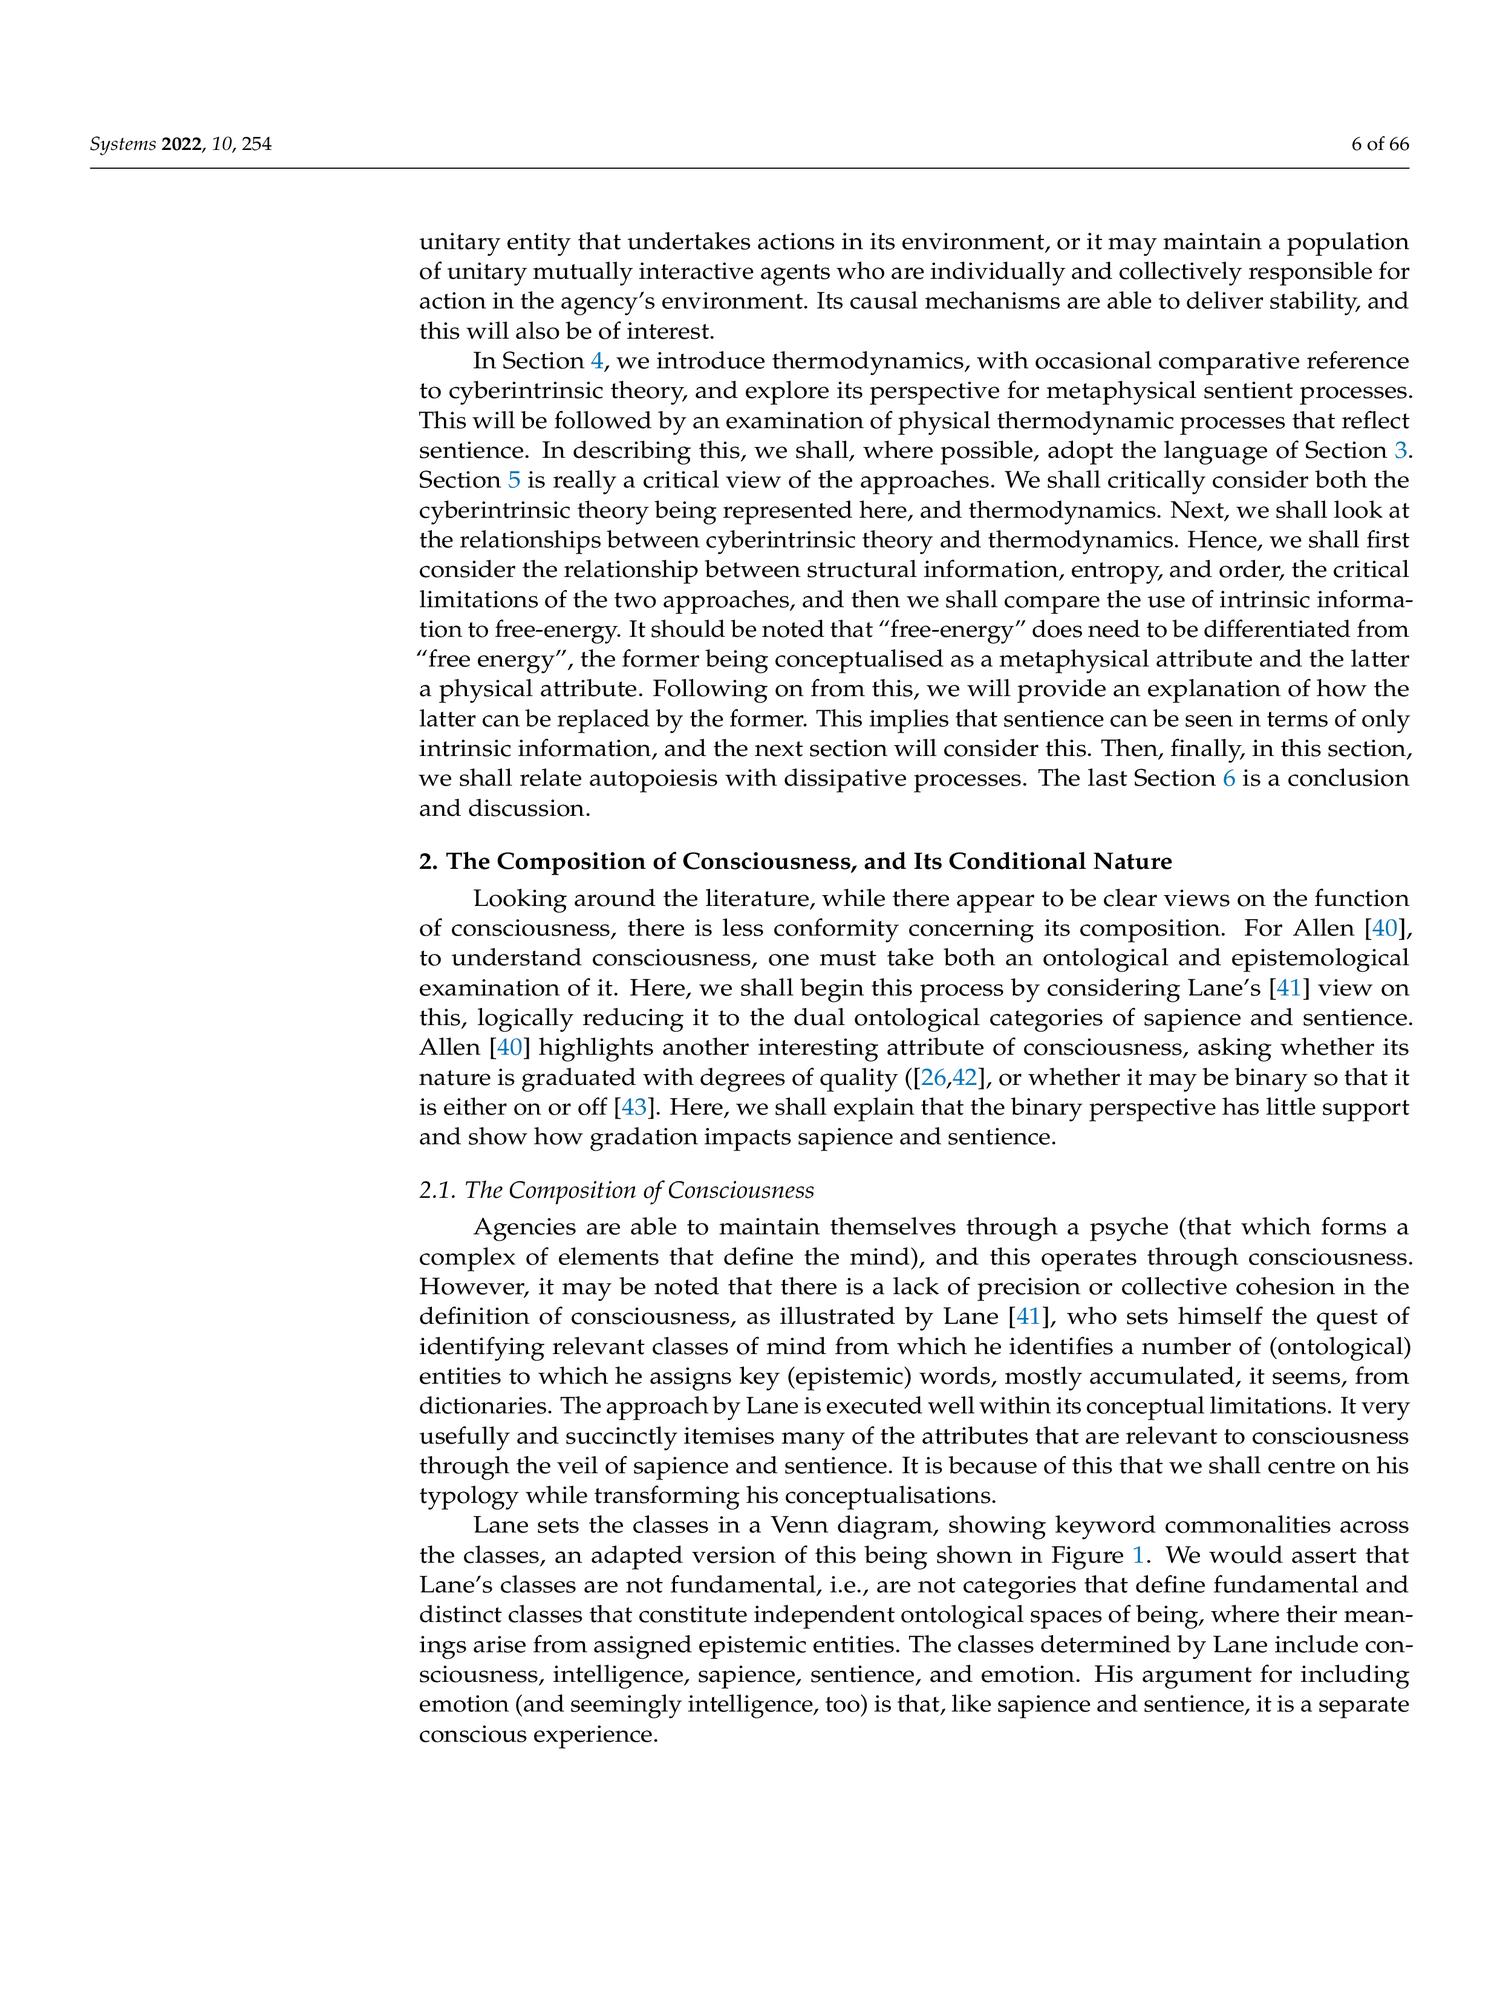 Systems 2022, 10, 254
6 of 66
unitary entity that undertakes actions in its environment, or it may maintain a population
of unitary mutually interactive agents who are individually and collectively responsible for
action in the agency’s environment. Its causal mechanisms are able to deliver stability, and
this will also be of interest.
In Section 4, we introduce thermodynamics, with occasional comparative reference
to cyberintrinsic theory, and explore its perspective for metaphysical sentient processes.
This will be followed by an examination of physical thermodynamic processes that reflect
sentience. In describing this, we shall, where possible, adopt the language of Section 3.
Section 5 is really a critical view of the approaches. We shall critically consider both the
cyberintrinsic theory being represented here, and thermodynamics. Next, we shall look at
the relationships between cyberintrinsic theory and thermodynamics. Hence, we shall first
consider the relationship between structural information, entropy, and order, the critical
limitations of the two approaches, and then we shall compare the use of intrinsic informa-
tion to free-energy. It should be noted that “free-energy” does need to be differentiated from
“free energy”, the former being conceptualised as a metaphysical attribute and the latter
a physical attribute. Following on from this, we will provide an explanation of how the
latter can be replaced by the former. This implies that sentience can be seen in terms of only
intrinsic information, and the next section will consider this. Then, finally, in this section,
we shall relate autopoiesis with dissipative processes. The last Section 6 is a conclusion
and discussion.
2. The Composition of Consciousness, and Its Conditional Nature
Looking around the literature, while there appear to be clear views on the function
of consciousness, there is less conformity concerning its composition. For Allen [40],
to understand consciousness, one must take both an ontological and epistemological
examination of it. Here, we shall begin this process by considering Lane’s [41] view on
this, logically reducing it to the dual ontological categories of sapience and sentience.
Allen [40] highlights another interesting attribute of consciousness, asking whether its
nature is graduated with degrees of quality ([26,42], or whether it may be binary so that it
is either on or off [43]. Here, we shall explain that the binary perspective has little support
and show how gradation impacts sapience and sentience.
2.1. The Composition of Consciousness
Agencies are able to maintain themselves through a psyche (that which forms a
complex of elements that define the mind), and this operates through consciousness.
However, it may be noted that there is a lack of precision or collective cohesion in the
definition of consciousness, as illustrated by Lane [41], who sets himself the quest of
identifying relevant classes of mind from which he identifies a number of (ontological)
entities to which he assigns key (epistemic) words, mostly accumulated, it seems, from
dictionaries. The approach by Lane is executed well within its conceptual limitations. It very
usefully and succinctly itemises many of the attributes that are relevant to consciousness
through the veil of sapience and sentience. It is because of this that we shall centre on his
typology while transforming his conceptualisations.
Lane sets the classes in a Venn diagram, showing keyword commonalities across
the classes, an adapted version of this being shown in Figure 1. We would assert that
Lane’s classes are not fundamental, i.e., are not categories that define fundamental and
distinct classes that constitute independent ontological spaces of being, where their mean-
ings arise from assigned epistemic entities. The classes determined by Lane include con-
sciousness, intelligence, sapience, sentience, and emotion. His argument for including
emotion (and seemingly intelligence, too) is that, like sapience and sentience, it is a separate
conscious experience.